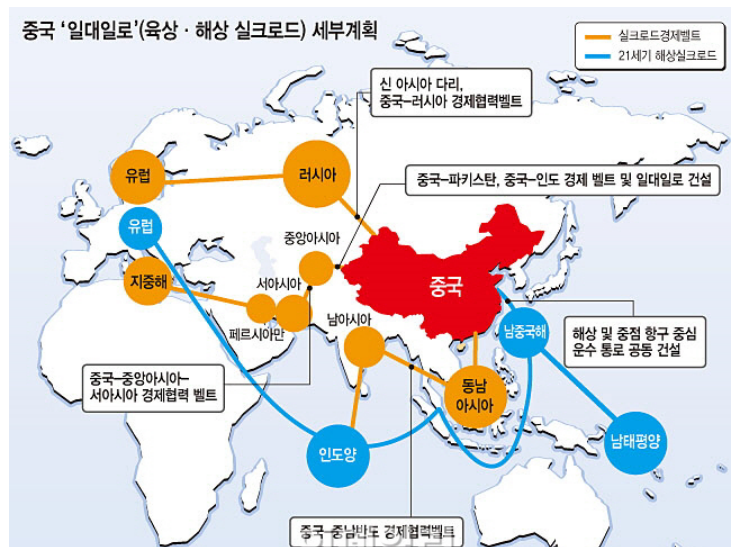 중국 '일대일로'(육상·해상 실크로드) 세부계획
실크로드경제벨트
21세기 해상실크로드
신 아시아 다리,
중국-러시아 경제협력벨트
유럽
러시아
중국-파키스탄, 중국-인도 경제 벨트 및 일대일로 건설
유럽
중앙아시아
지중해
서아시아
중국
페르시아만
남아시아
남중국해
해상 및 중점 항구 중심
운수 통로 공동 건설
중국-중앙아시아-
서아시아 경제협력 벨트
동남
아시아
인도양
남태평양
중국-중남반도 경제협력벨트